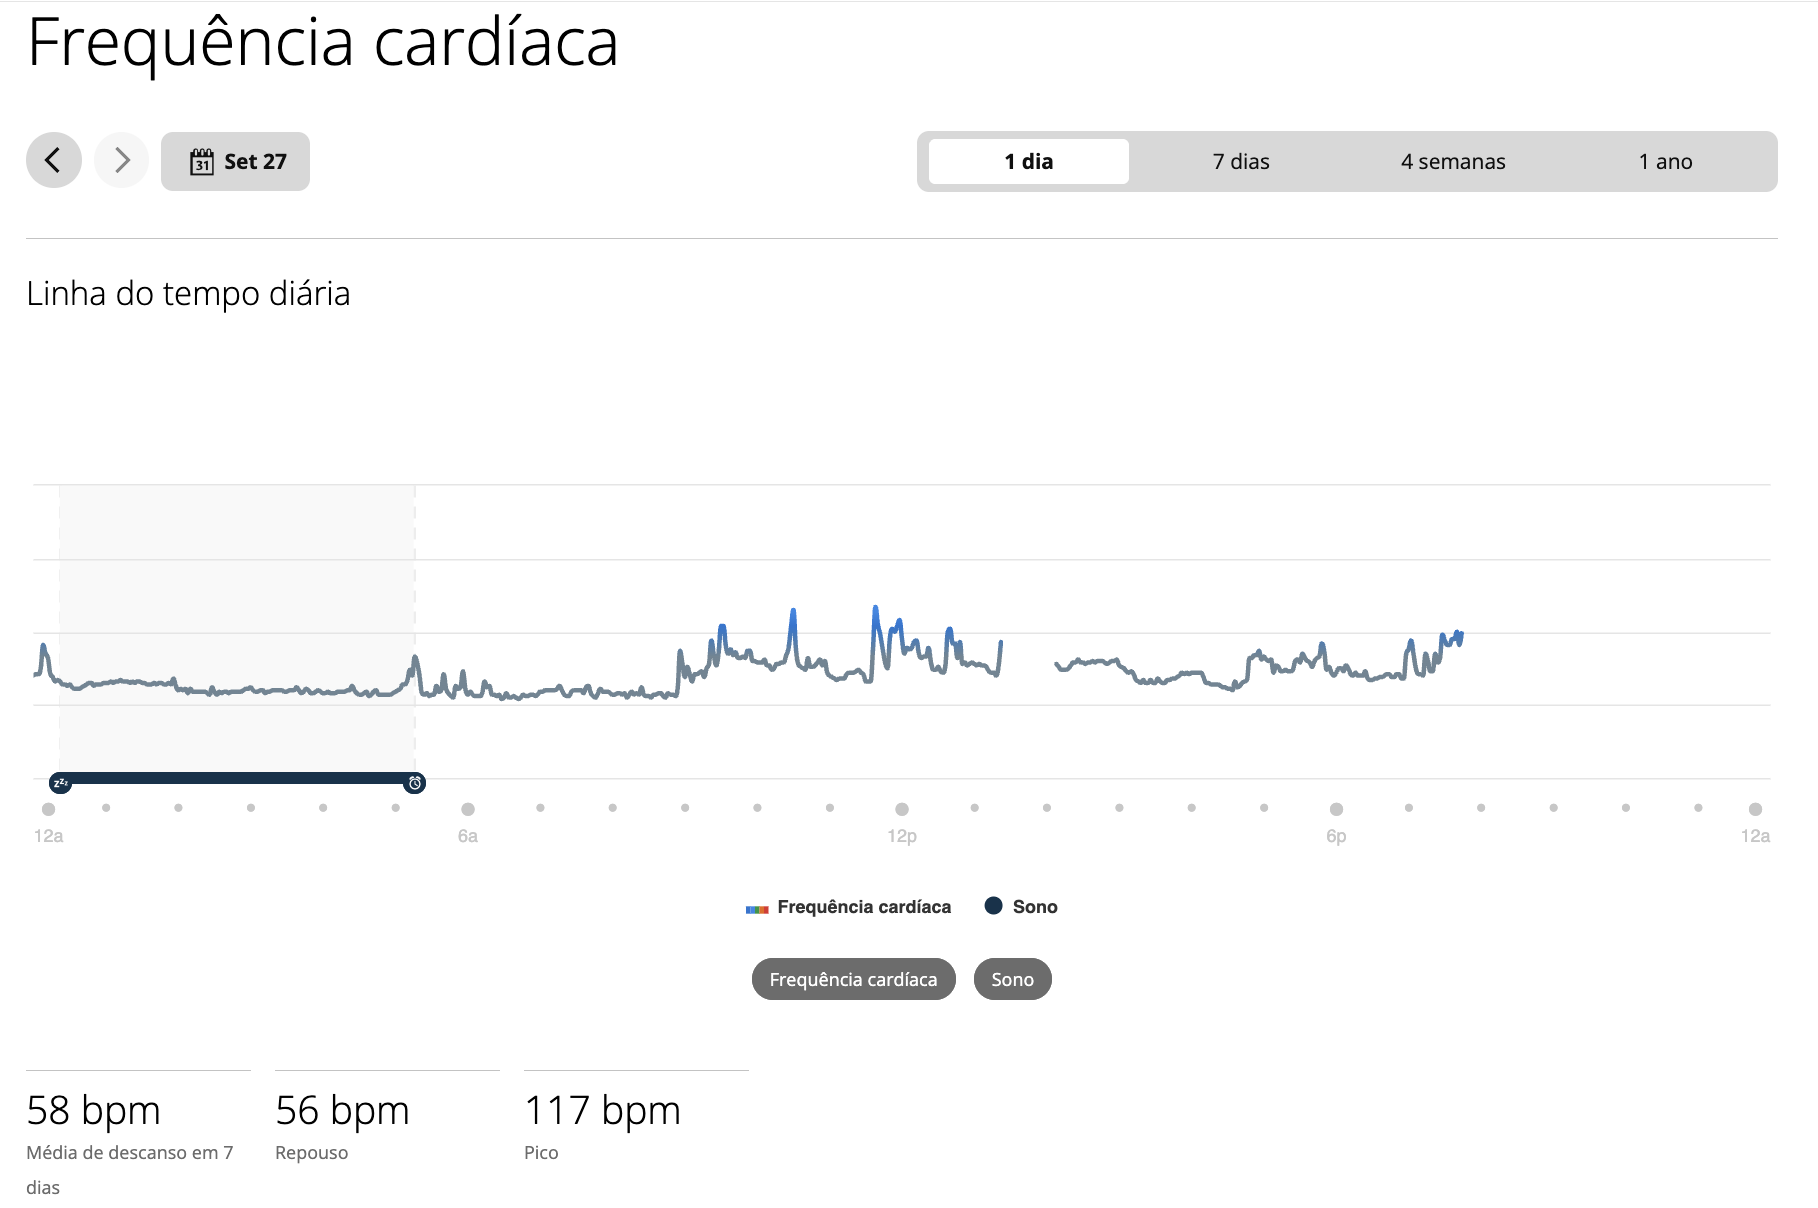 Frequência cardíaca
31 Set 27
1 dia 7 dias 4 semanas 1 ano
Linha do tempo diária
zzz
12a 6a 12p 6p 12a
Frequência cardíaca Sono
Frequência cardíaca Sono
58 bpm 56 bpm 117 bpm
Média de descanso em 7 Repouso Pico
dias